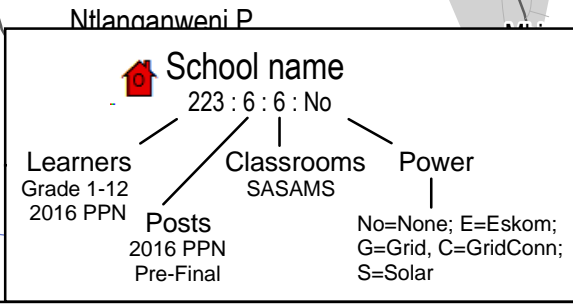 Ntlanganweni P
School name
223 : 6 : 6 : No
Learners
Grade 1-12
2016 PPN
Posts
2016 PPN
Pre-Final
Classrooms
SASAMS
Power
No=None; E=Eskom;
G=Grid, C=GridConn;
S=Solar